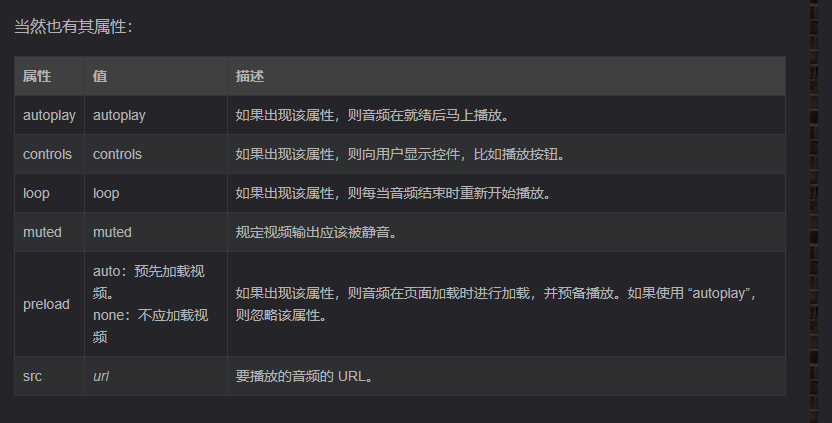 当然也有其属性：
属性 值 描述
autoplay autoplay 如果出现该属性，则音频在就绪后马上播放。
controls controls 如果出现该属性，则向用户显示控件，比如播放按钮。
loop loop 如果出现该属性，则每当音频结束时重新开始播放。
muted muted 规定视频输出应该被静音。
preload
auto：预先加载视
频。
none：不应加载视
频
如果出现该属性，则音频在页面加载时进行加载，并预备播放。如果使用 “autoplay”，
则忽略该属性。
src url 要播放的音频的 URL。